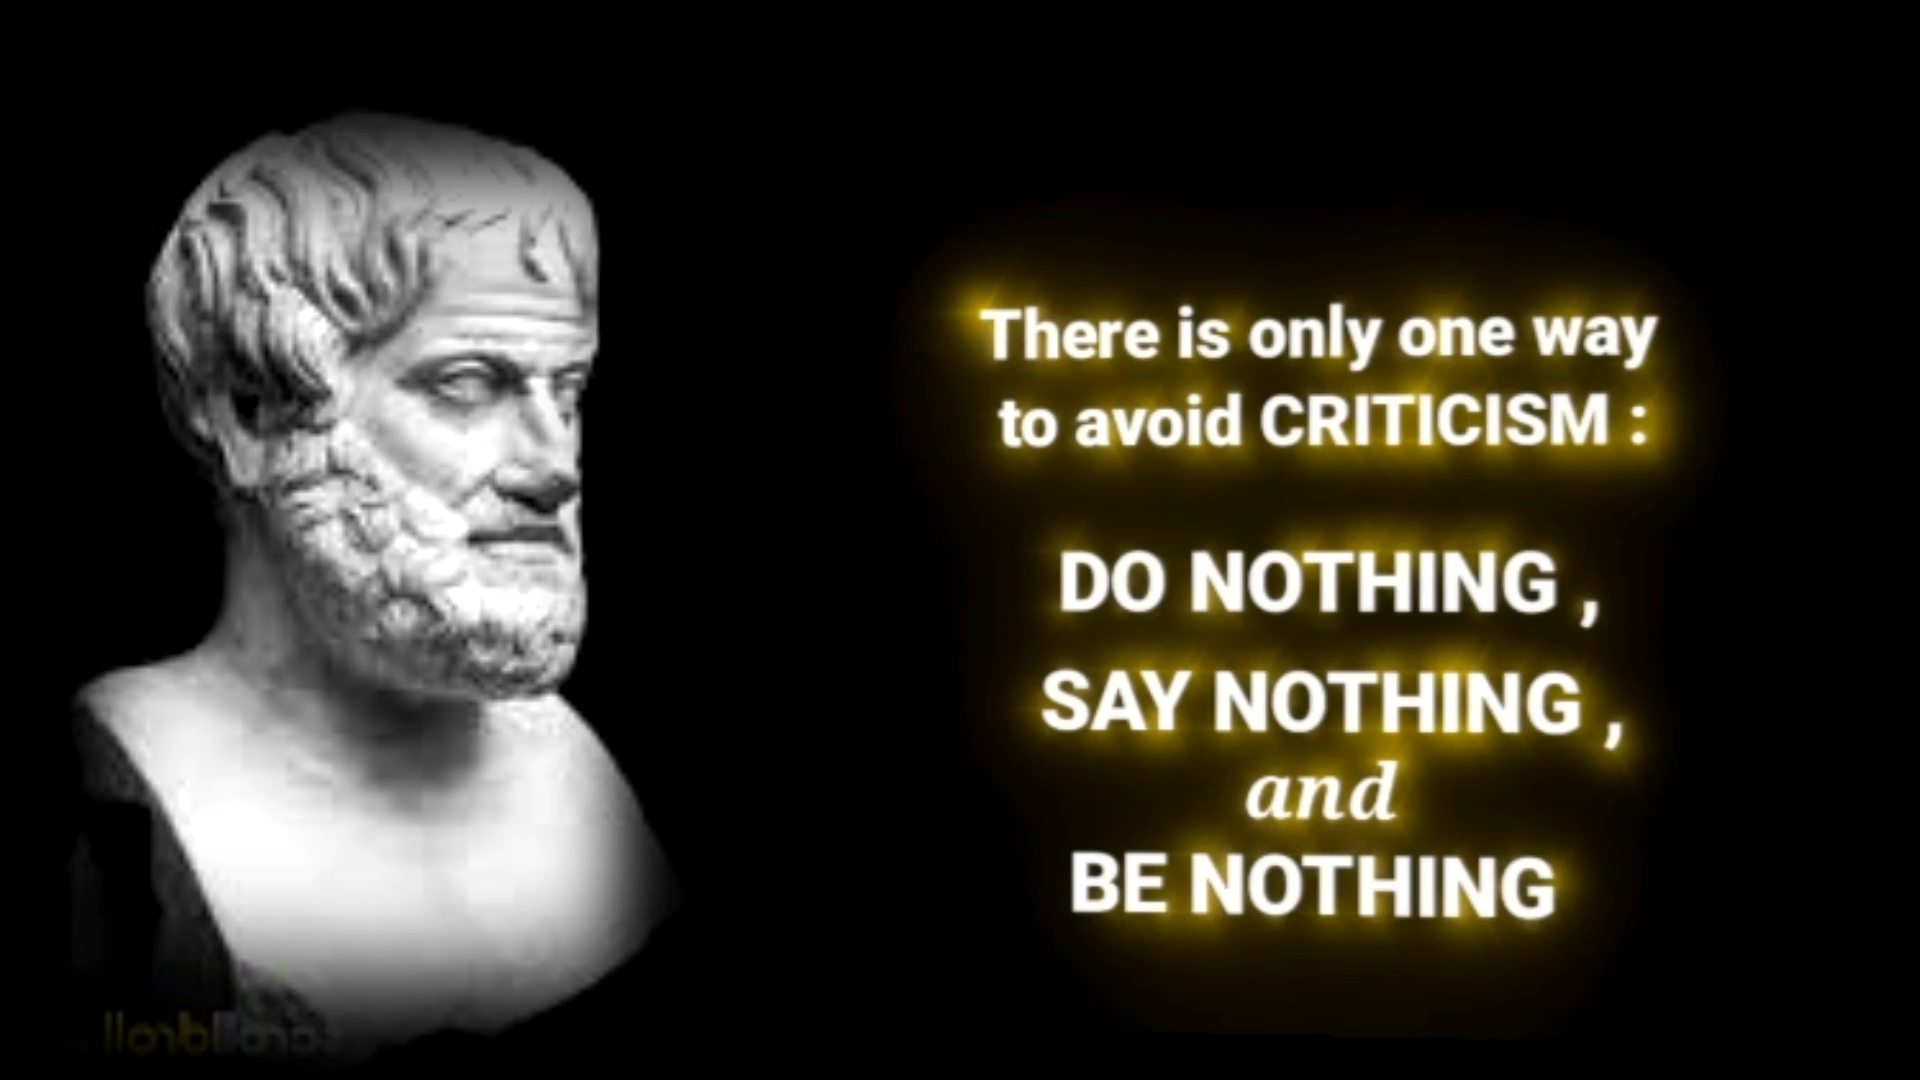 There is only one way
to avoid CRITICISM :
DO NOTHING ,
SAY NOTHING ,
and
BE NOTHING